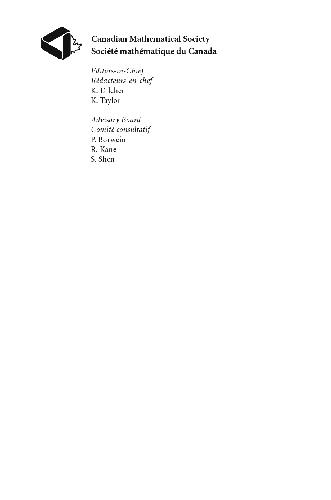 Canadian Mathematical Society
Société mathématique du Canada
Editors-in-Chief
Rédacteurs-en-chef
K. Dilcher
K. Taylor
Advisory Board
Comité consultatif
P. Borwein
R. Kane
S. Shen